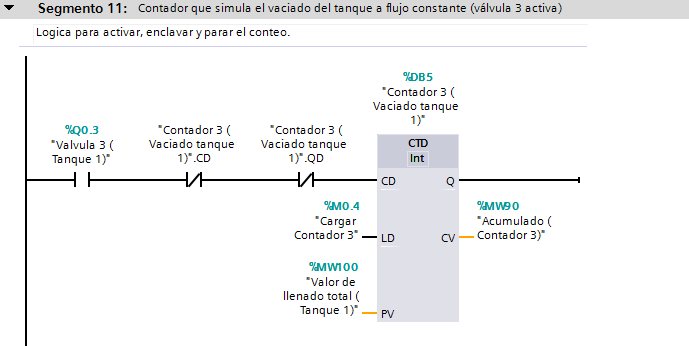 Segmento 11: Contador que simula el vaciado del tanque a flujo constante (válvula 3 activa)
Logica para activar, enclavar y parar el conteo.
%DB5
"Contador 3 (
Vaciado tanque
1)"
%Q0.3
"Valvula 3 (
Tanque 1)"
"Contador 3 (
Vaciado tanque
1)".CD
"Contador 3 (
Vaciado tanque
1)".QD
CTD
Int
CD
Q
%M0.4
"Cargar
Contador 3"
LD
%MW90
"Acumulado (
Contador 3)"
CV
%MW100
"Valor de
llenado total (
Tanque 1)"
PV